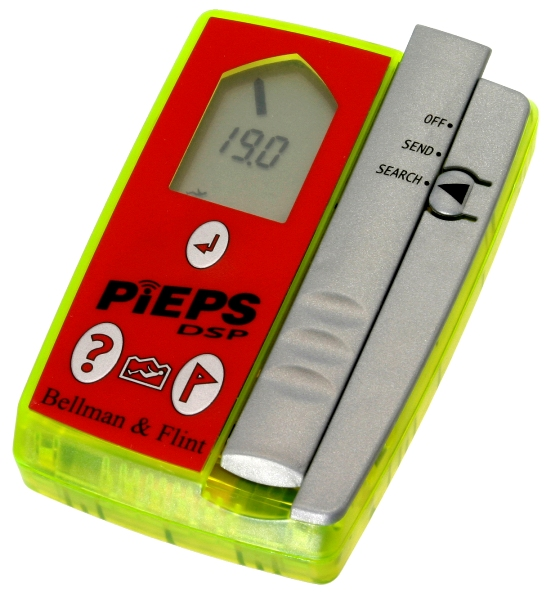 19.0
OFF
SEND
SEARCH
PiEPS
DSP
?
Bellman & Flint